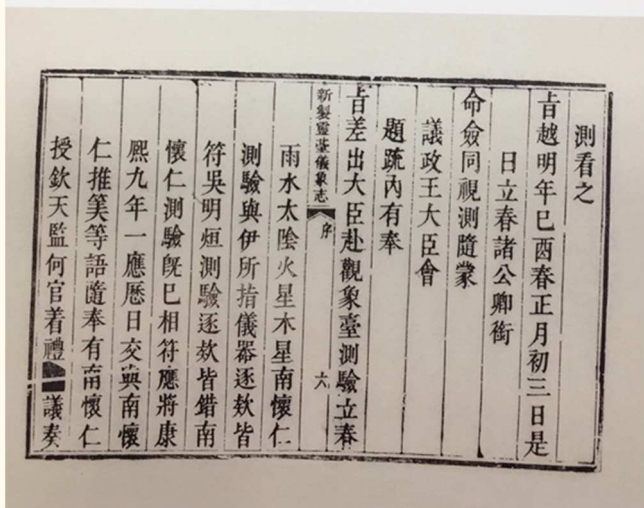 測看之
旨越明年巳酉春正月初三日是
日立春諸公卿銜
命僉同視測隨蒙
議政王大臣會
題疏內有奉
旨差出大臣赴觀象臺測驗立春
新製靈臺儀象志 序 六
雨水太陰火星木星南懷仁
測驗與伊所指儀器逐欵皆
符吳明烜測驗逐欵皆錯南
懷仁測驗旣巳相符應將康
熙九年一應曆日交與南懷
仁推筭等語隨奉有南懷仁
授欽天監何官着禮 議奏